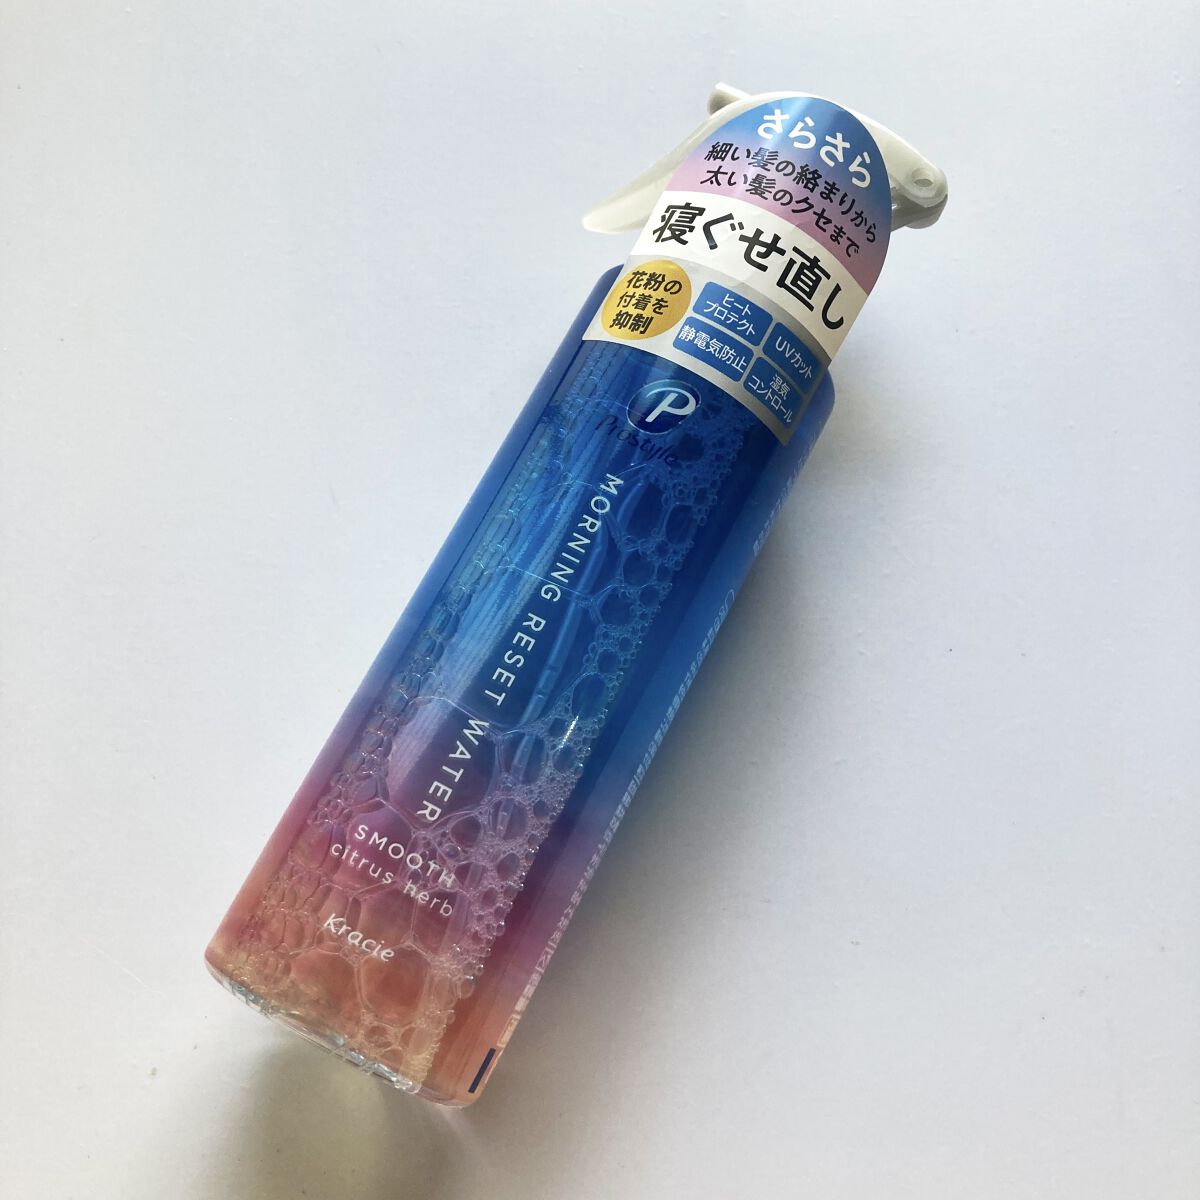 さらさら
細い髪の絡まりから
太い髪のクセまで
寝ぐせ直し
花粉の
付着を
抑制
ヒート
プロテクト
UVカット
静電気防止
湿気
コントロール
P
Prostyle
MORNING RESET WATER
SMOOTH
citrus herb
Kracie